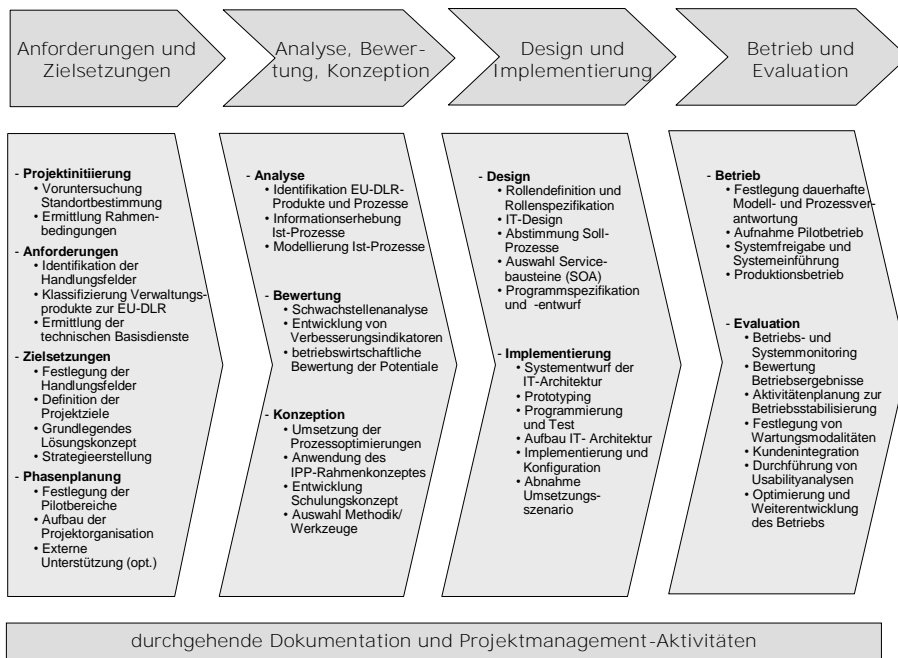 Anforderungen und
Zielsetzungen
Analyse, Bewer-
tung, Konzeption
Design und
Implementierung
Betrieb und
Evaluation
- Projektinitiierung
• Voruntersuchung
Standortbestimmung
• Ermittlung Rahmen-
bedingungen
- Anforderungen
• Identifikation der
Handlungsfelder
• Klassifizierung Verwaltungs-
produkte zur EU-DLR
• Ermittlung der
technischen Basisdienste
- Zielsetzungen
• Festlegung der
Handlungsfelder
• Definition der
Projektziele
• Grundlegendes
Lösungskonzept
• Strategieerstellung
- Phasenplanung
• Festlegung der
Pilotbereiche
• Aufbau der
Projektorganisation
• Externe
Unterstützung (opt.)
- Analyse
• Identifikation EU-DLR-
Produkte und Prozesse
• Informationserhebung
Ist-Prozesse
• Modellierung Ist-Prozesse
- Bewertung
• Schwachstellenanalyse
• Entwicklung von
Verbesserungsindikatoren
• betriebswirtschaftliche
Bewertung der Potentiale
- Konzeption
• Umsetzung der
Prozessoptimierungen
• Anwendung des
IPP-Rahmenkonzeptes
• Entwicklung
Schulungskonzept
• Auswahl Methodik/
Werkzeuge
- Design
• Rollendefinition und
Rollenspezifikation
• IT-Design
• Abstimmung Soll-
Prozesse
• Auswahl Service-
bausteine (SOA)
• Programmspezifikation
und -entwurf
- Implementierung
• Systementwurf der
IT-Architektur
• Prototyping
• Programmierung
und Test
• Aufbau IT- Architektur
• Implementierung und
Konfiguration
• Abnahme
Umsetzungs-
szenario
- Betrieb
• Festlegung dauerhafte
Modell- und Prozessver-
antwortung
• Aufnahme Pilotbetrieb
• Systemfreigabe und
Systemeinführung
• Produktionsbetrieb
- Evaluation
• Betriebs- und
Systemmonitoring
• Bewertung
Betriebsergebnisse
• Aktivitätenplanung zur
Betriebsstabilisierung
• Festlegung von
Wartungsmodalitäten
• Kundenintegration
• Durchführung von
Usabilityanalysen
• Optimierung und
Weiterentwicklung
des Betriebs
durchgehende Dokumentation und Projektmanagement-Aktivitäten